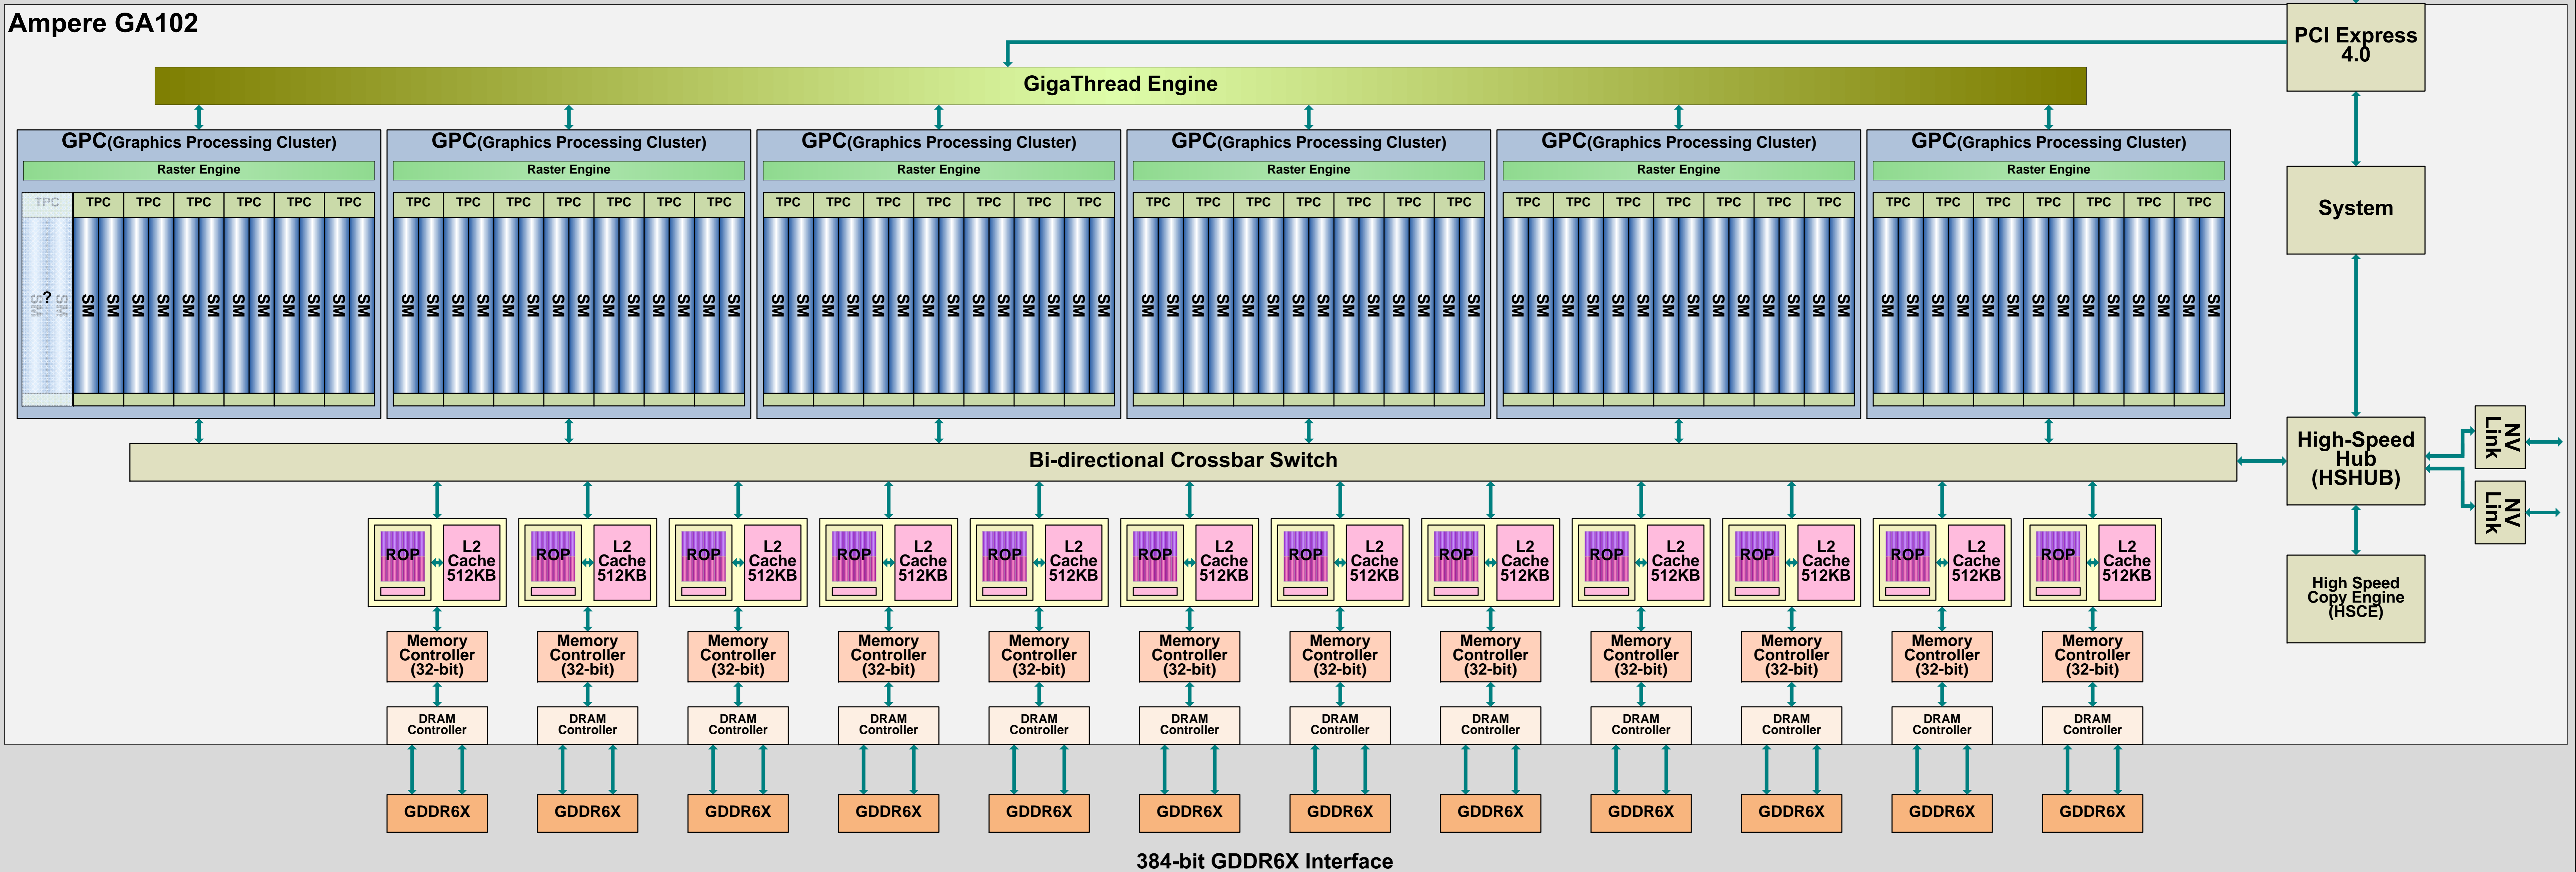 Ampere GA102
PCI Express
4.0
GigaThread Engine
GPC(Graphics Processing Cluster)
Raster Engine
TPC TPC TPC TPC TPC TPC TPC
SM ? SM SM SM SM SM SM SM SM SM SM SM SM SM SM
GPC(Graphics Processing Cluster)
Raster Engine
TPC TPC TPC TPC TPC TPC TPC
SM SM SM SM SM SM SM SM SM SM SM SM SM SM
GPC(Graphics Processing Cluster)
Raster Engine
TPC TPC TPC TPC TPC TPC TPC
SM SM SM SM SM SM SM SM SM SM SM SM SM SM
GPC(Graphics Processing Cluster)
Raster Engine
TPC TPC TPC TPC TPC TPC TPC
SM SM SM SM SM SM SM SM SM SM SM SM SM SM
GPC(Graphics Processing Cluster)
Raster Engine
TPC TPC TPC TPC TPC TPC TPC
SM SM SM SM SM SM SM SM SM SM SM SM SM SM
GPC(Graphics Processing Cluster)
Raster Engine
TPC TPC TPC TPC TPC TPC TPC
SM SM SM SM SM SM SM SM SM SM SM SM SM SM
System
Bi-directional Crossbar Switch
High-Speed
Hub
(HSHUB)
NV
Link
NV
Link
High Speed
Copy Engine
(HSCE)
ROP
L2
Cache
512KB
ROP
L2
Cache
512KB
ROP
L2
Cache
512KB
ROP
L2
Cache
512KB
ROP
L2
Cache
512KB
ROP
L2
Cache
512KB
ROP
L2
Cache
512KB
ROP
L2
Cache
512KB
ROP
L2
Cache
512KB
ROP
L2
Cache
512KB
ROP
L2
Cache
512KB
ROP
L2
Cache
512KB
Memory
Controller
(32-bit)
Memory
Controller
(32-bit)
Memory
Controller
(32-bit)
Memory
Controller
(32-bit)
Memory
Controller
(32-bit)
Memory
Controller
(32-bit)
Memory
Controller
(32-bit)
Memory
Controller
(32-bit)
Memory
Controller
(32-bit)
Memory
Controller
(32-bit)
Memory
Controller
(32-bit)
Memory
Controller
(32-bit)
DRAM
Controller
DRAM
Controller
DRAM
Controller
DRAM
Controller
DRAM
Controller
DRAM
Controller
DRAM
Controller
DRAM
Controller
DRAM
Controller
DRAM
Controller
DRAM
Controller
DRAM
Controller
GDDR6X
GDDR6X
GDDR6X
GDDR6X
GDDR6X
GDDR6X
GDDR6X
GDDR6X
GDDR6X
GDDR6X
GDDR6X
GDDR6X
384-bit GDDR6X Interface